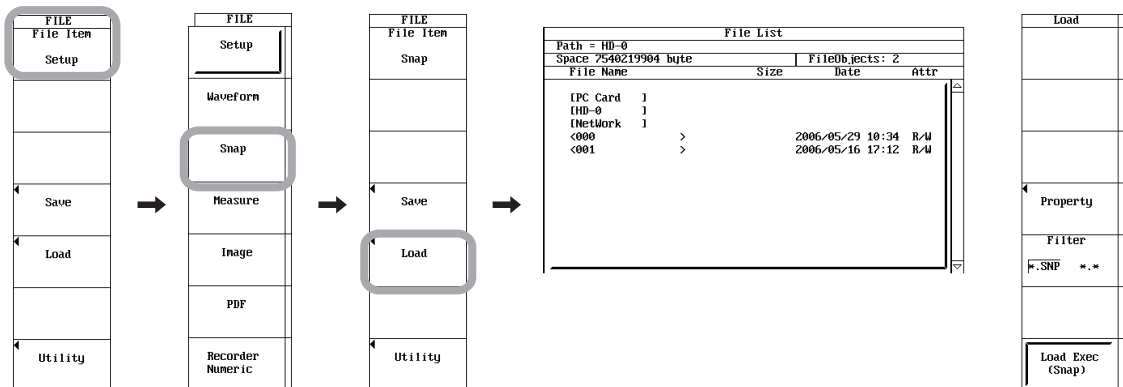 FILE
File Item
Setup
Save
Load
Utility
FILE
Setup
Waveform
Snap
Measure
Image
PDF
Recorder
Numeric
FILE
File Item
Snap
Save
Load
Utility
File List
Path = HD-0
Space 7540219904 byte FileObjects: 2
File Name Size Date Attr
[PC Card ]
[HD-0 ]
[NetWork ]
<000 > 2006/05/29 10:34 R/W
<001 > 2006/05/16 17:12 R/W
Load
Property
Filter
*.SNP *.*
Load Exec
(Snap)